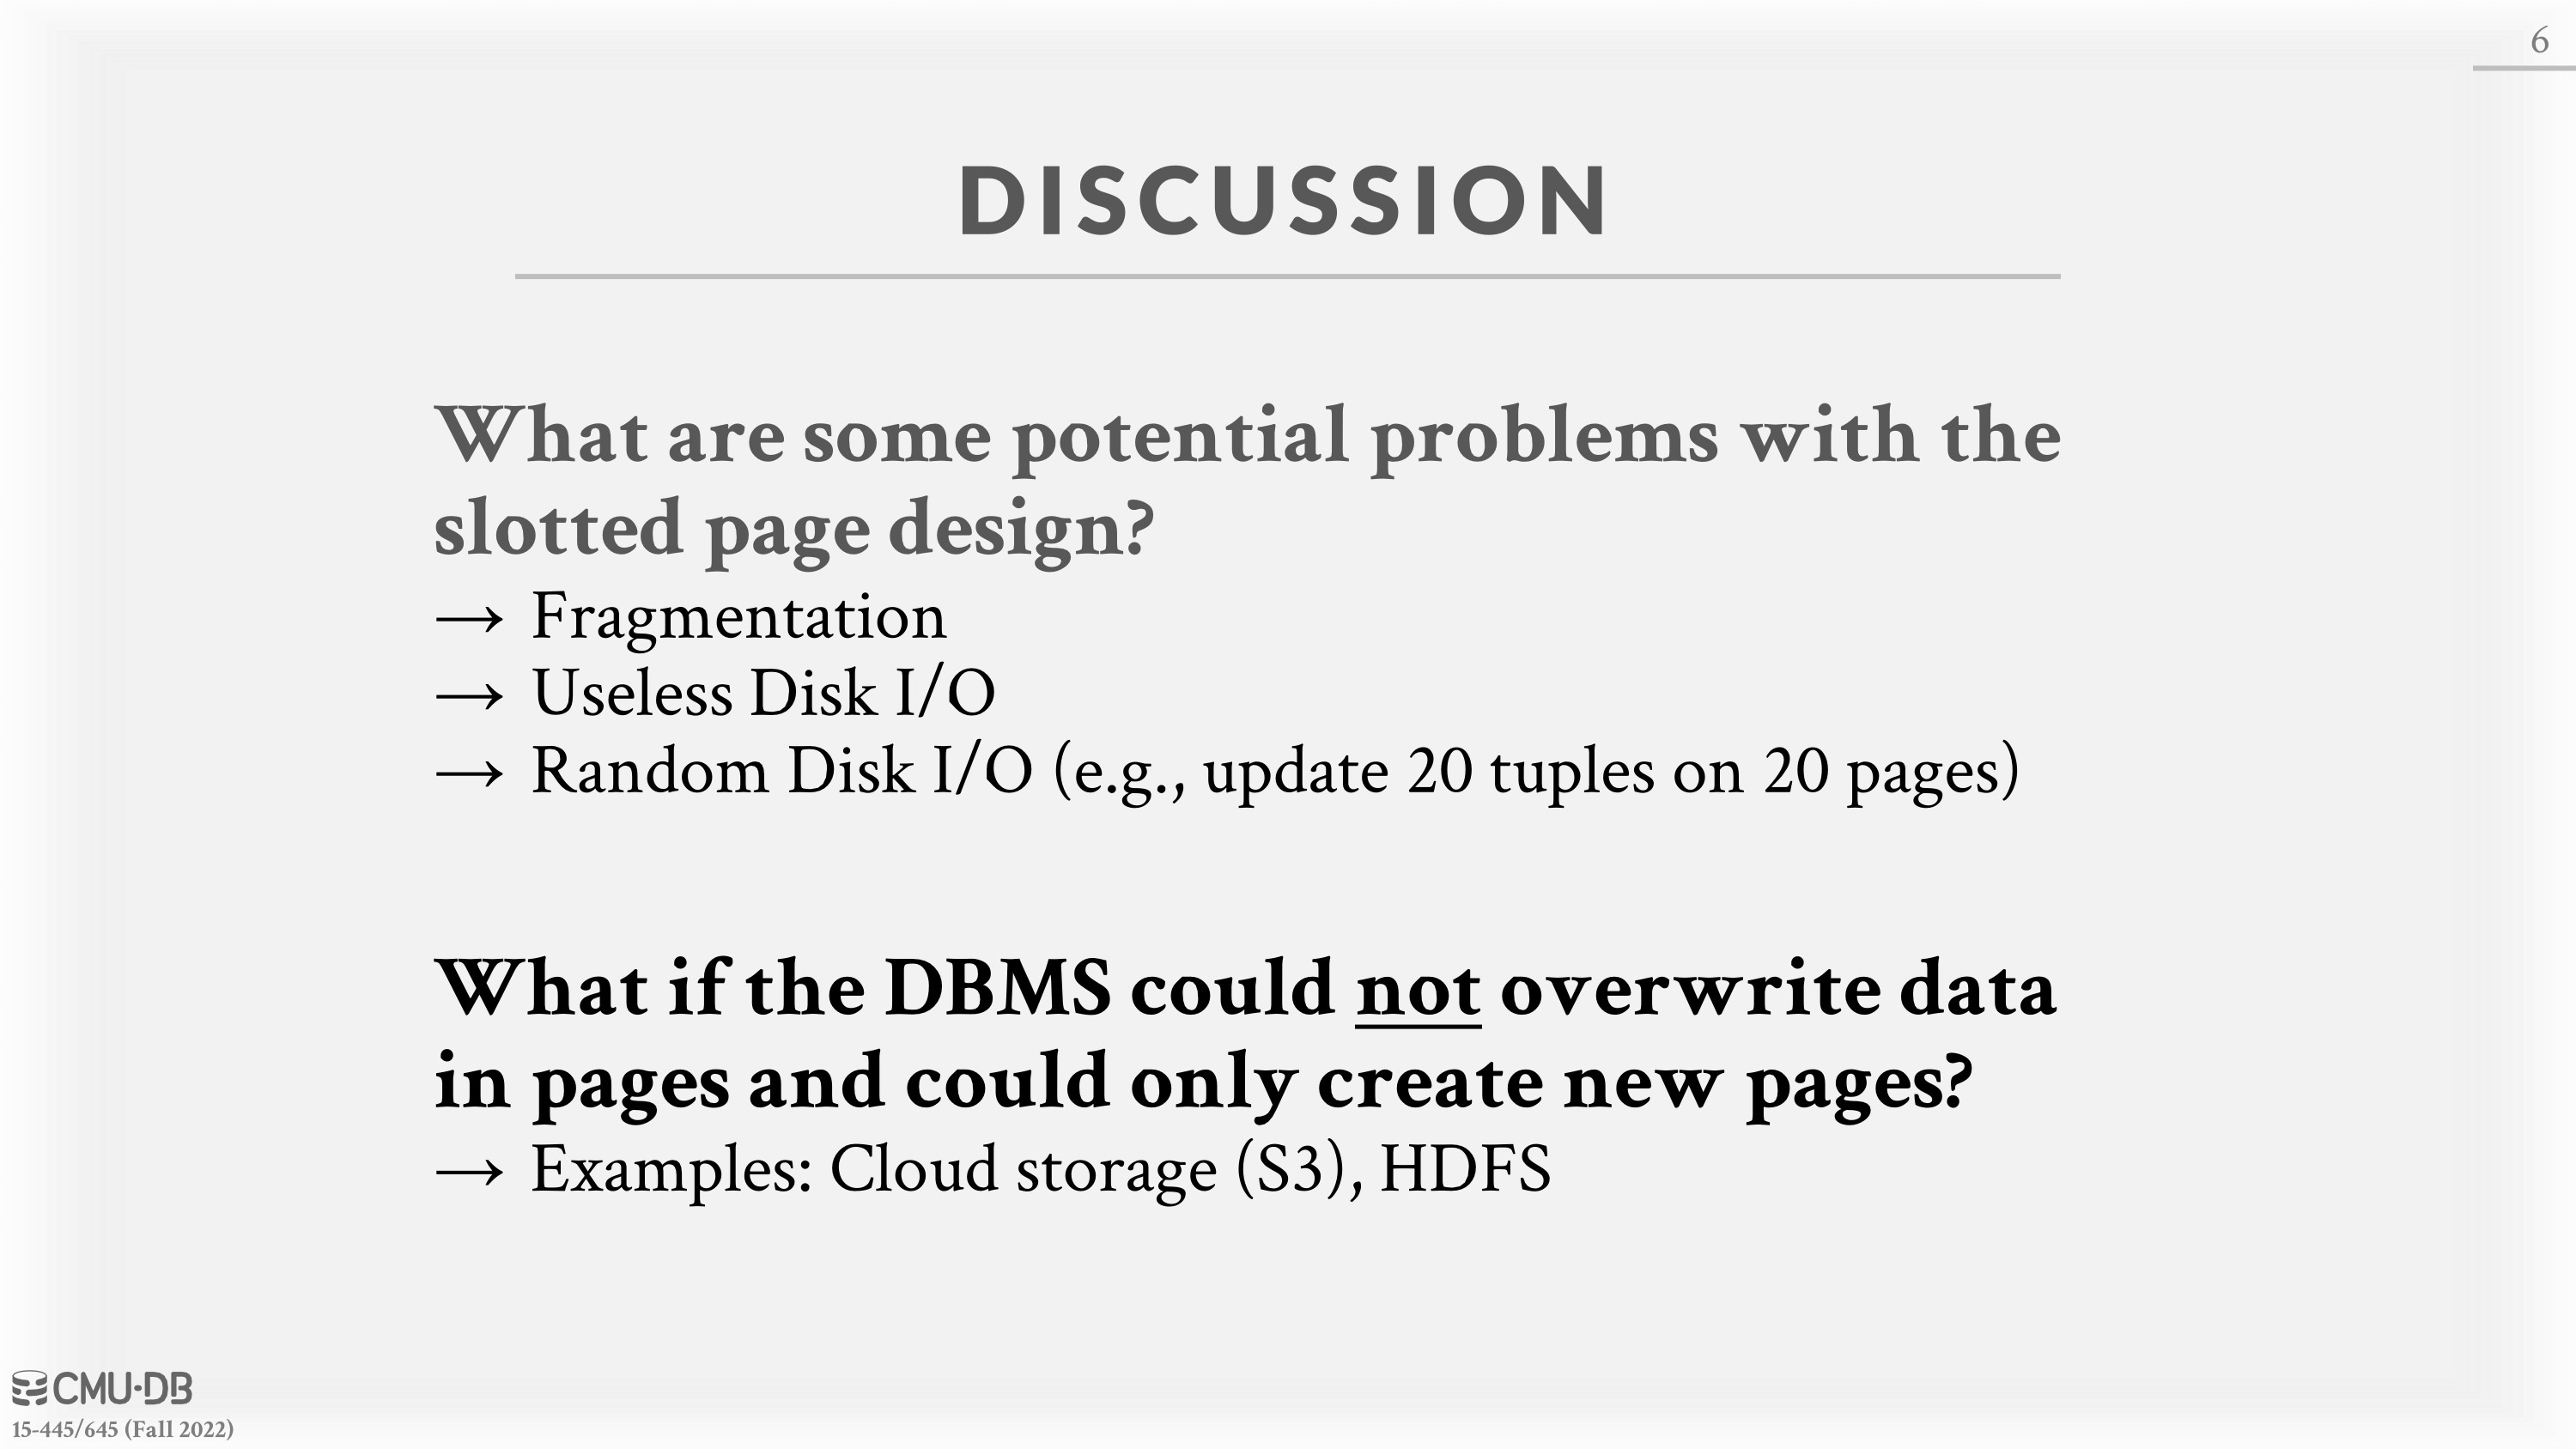 6
DISCUSSION
What are some potential problems with the
slotted page design?
→ Fragmentation
→ Useless Disk I/O
→ Random Disk I/O (e.g., update 20 tuples on 20 pages)
What if the DBMS could not overwrite data
in pages and could only create new pages?
→ Examples: Cloud storage (S3), HDFS
CMU·DB
15-445/645 (Fall 2022)